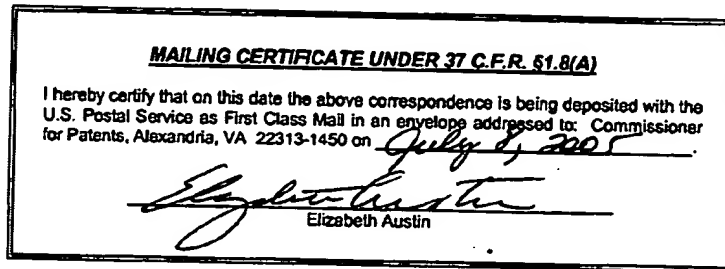 MAILING CERTIFICATE UNDER 37 C.F.R. §1.8(A)
I hereby certify that on this date the above correspondence is being deposited with the
U.S. Postal Service as First Class Mail in an envelope addressed to: Commissioner
for Patents, Alexandria, VA 22313-1450 on July 8, 2005.
Elizabeth Austin
Elizabeth Austin